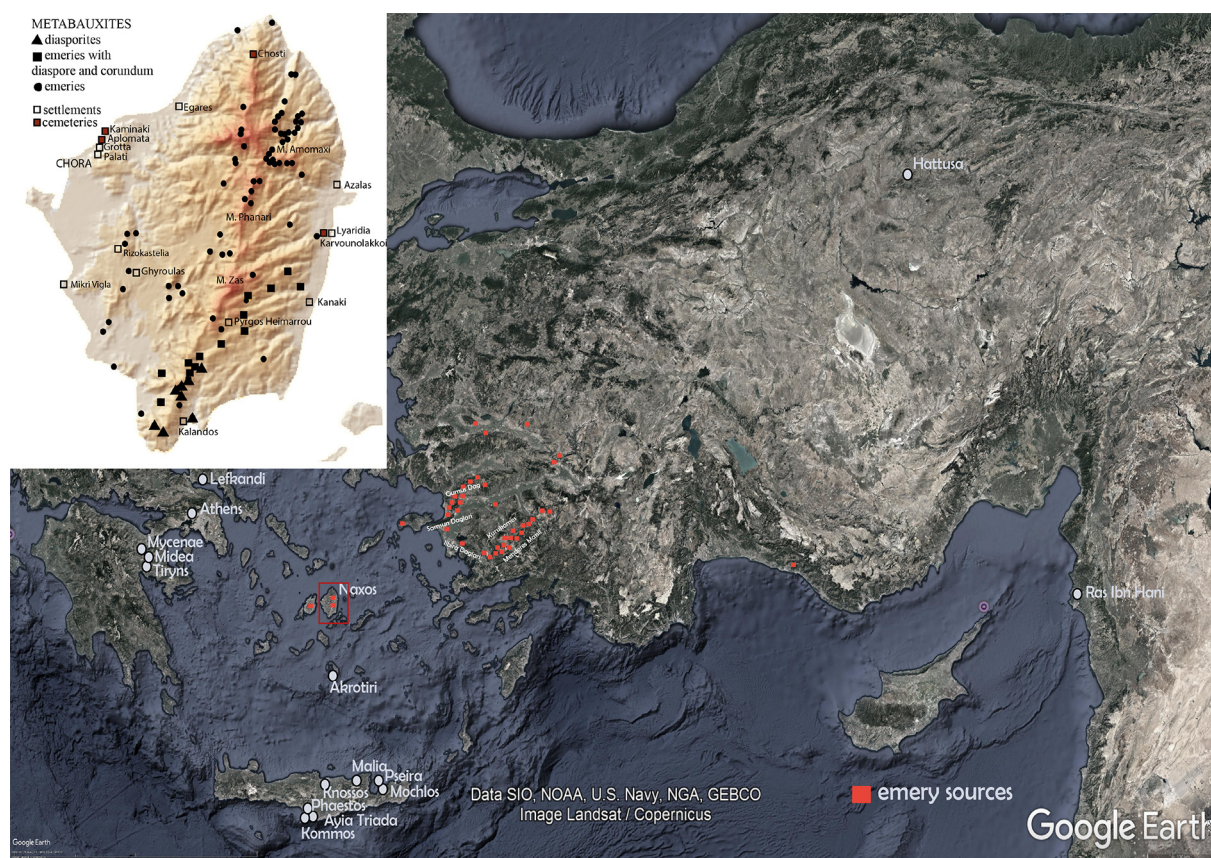 METABAUXITES
diasporites
emeries with
diaspore and corundum
emeries
settlements
cemeteries
Chosti
Egares
Kaminaki
Aplomata
Grotta
Palati
CHORA
M. Amomaxi
Azalas
M. Phanari
Lyaridia
Karvounolakkoi
Rizokastelia
Ghyroulas
M. Zas
Mikri Vigla
Kanaki
Pyrgos Heimarrou
Kalandos
Hattusa
Lefkandi
Athens
Mycenae
Midea
Tiryns
Gumus Dag
Naxos
Ras Ibn Hani
Akrotiri
Malia
Pseira
Knossos
Mochlos
Phaestos
Ayia Triada
Kommos
Data SIO, NOAA, U.S. Navy, NGA, GEBCO
Image Landsat / Copernicus
emery sources
Google Earth
Google Earth